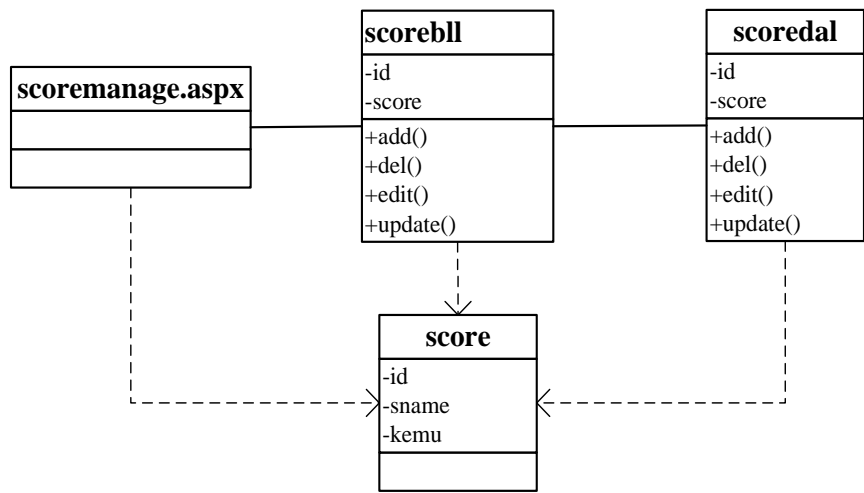 scoremanage.aspx
scorebll
-id
-score
+add()
+del()
+edit()
+update()
scoredal
-id
-score
+add()
+del()
+edit()
+update()
score
-id
-sname
-kemu